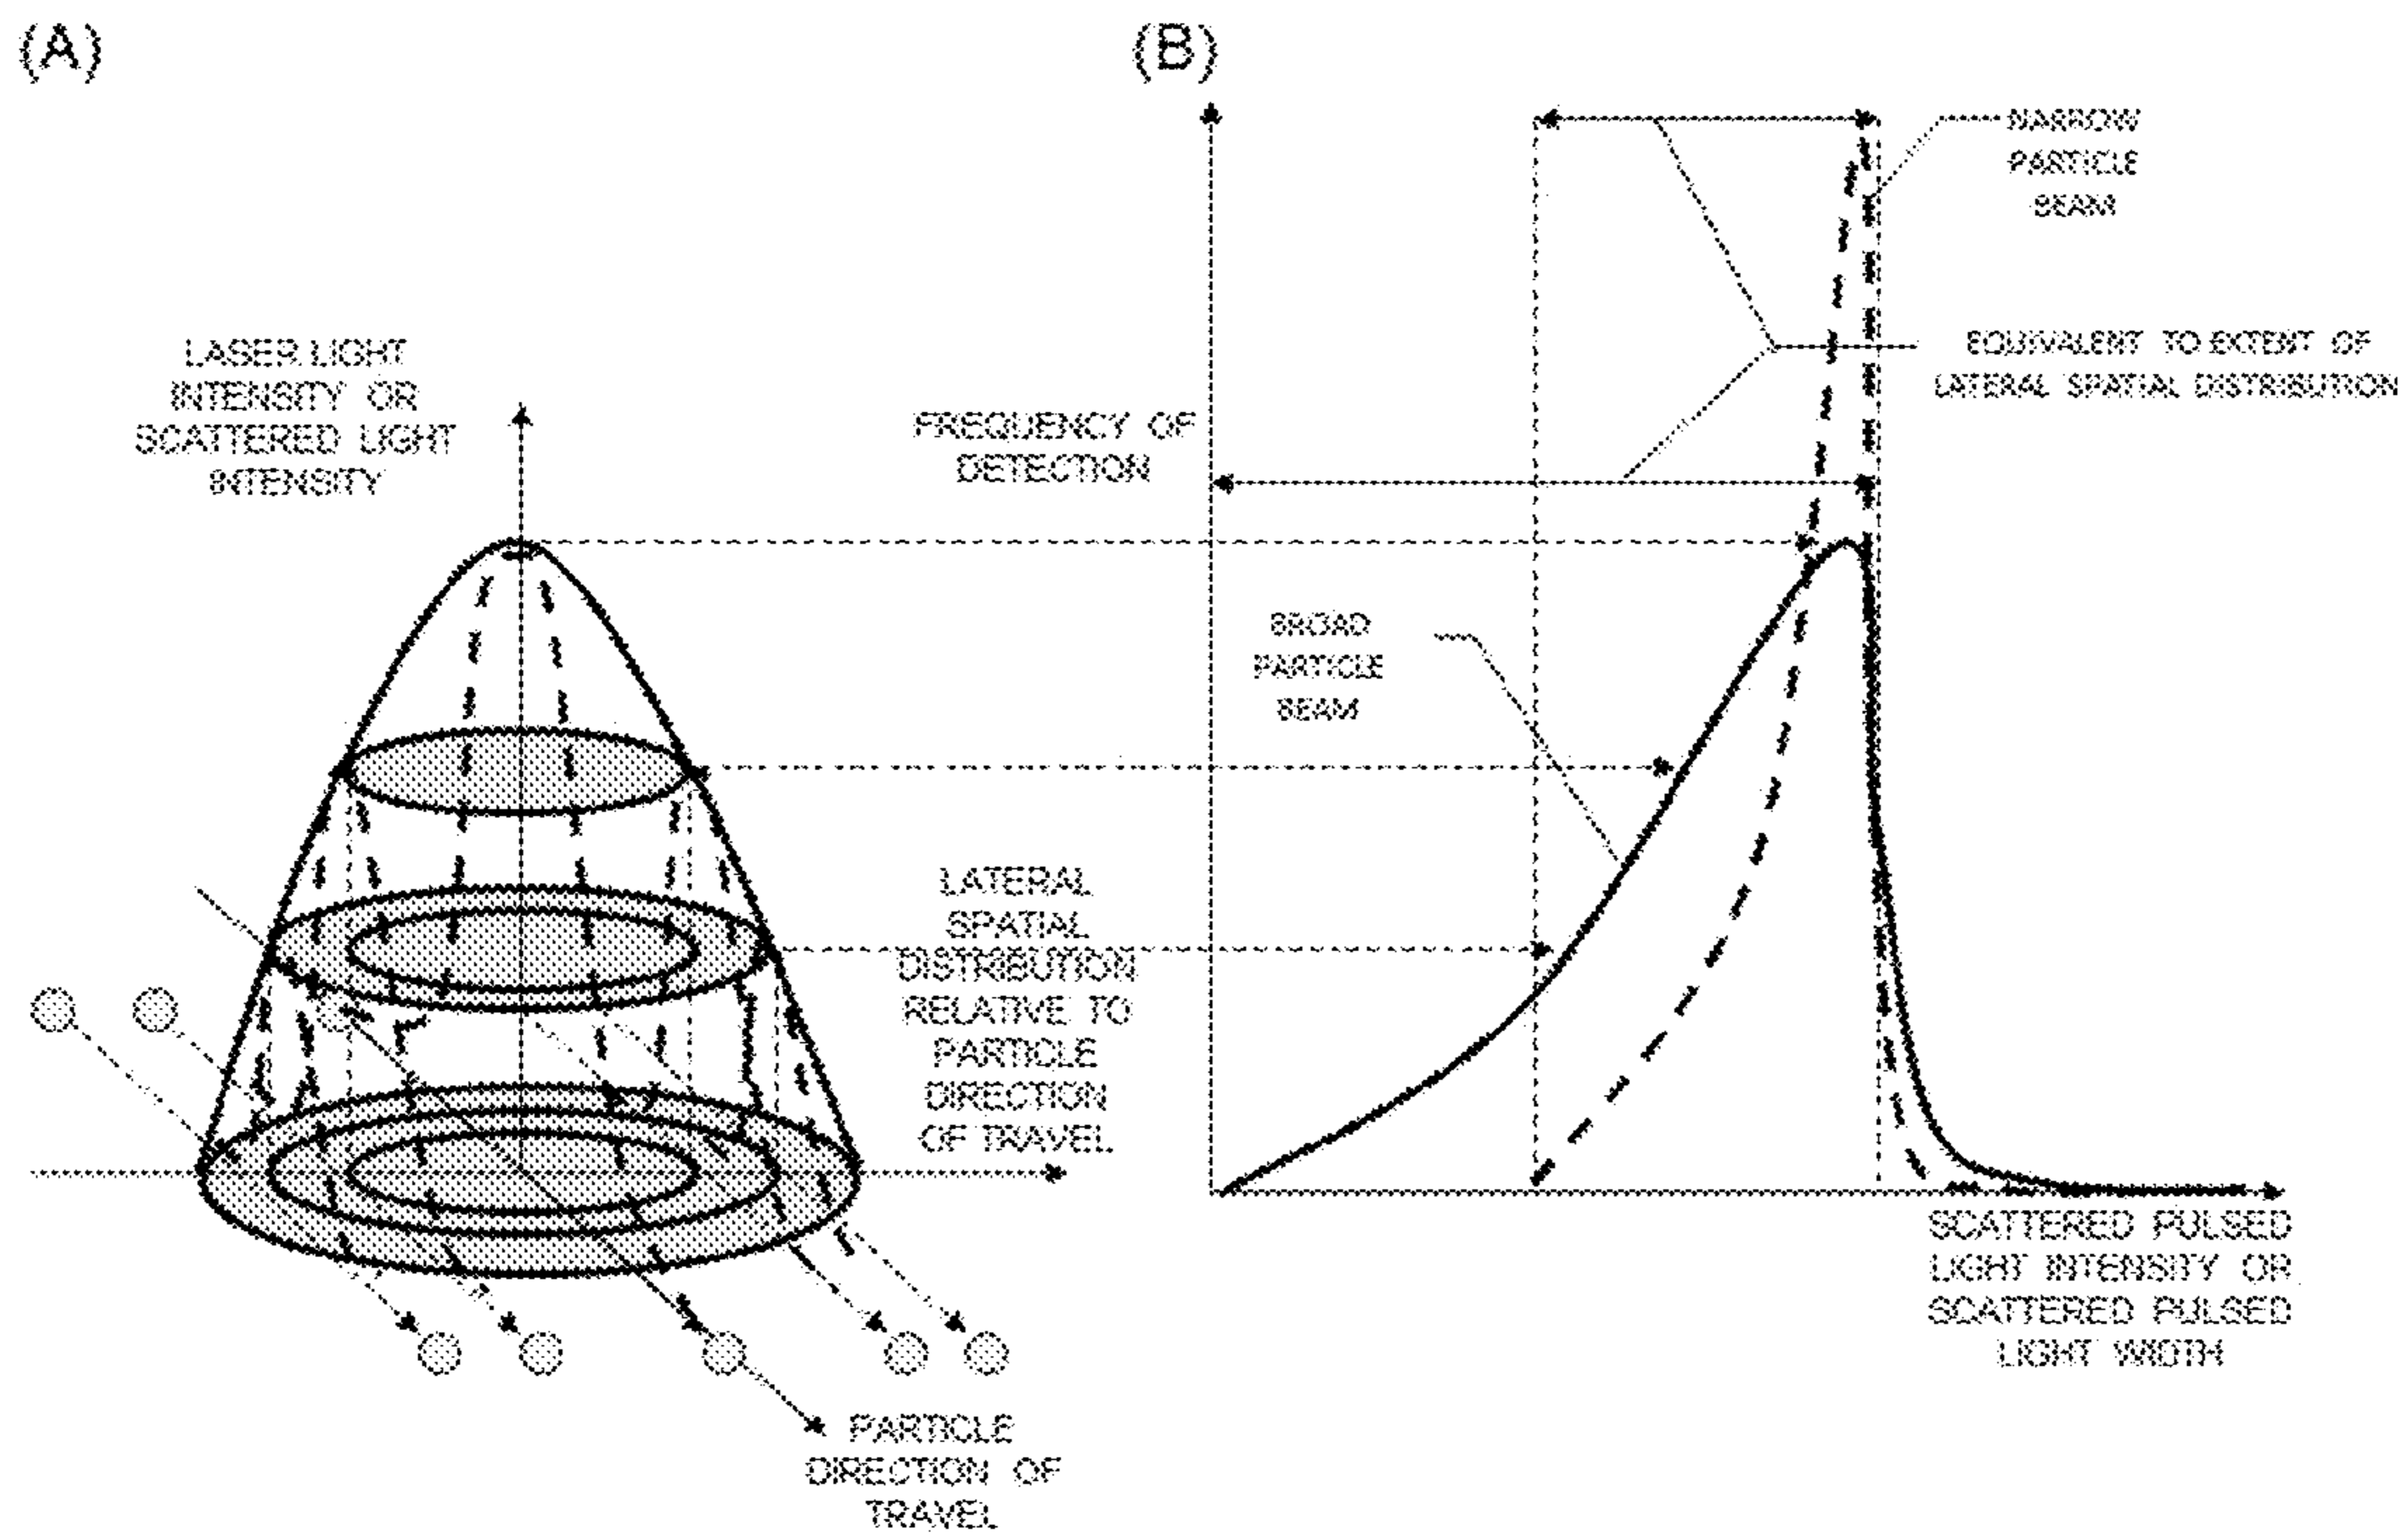 (A)
LASER LIGHT
INTENSITY OR
SCATTERED LIGHT
INTENSITY
LATERAL
SPATIAL
DISTRIBUTION
RELATIVE TO
PARTICLE
DIRECTION
OF TRAVEL
PARTICLE
DIRECTION OF
TRAVEL
(B)
FREQUENCY OF
DETECTION
NARROW
PARTICLE
BEAM
EQUIVALENT TO EXTENT OF
LATERAL SPATIAL DISTRIBUTION
BROAD
PARTICLE
BEAM
SCATTERED PULSED
LIGHT INTENSITY OR
SCATTERED PULSED
LIGHT WIDTH